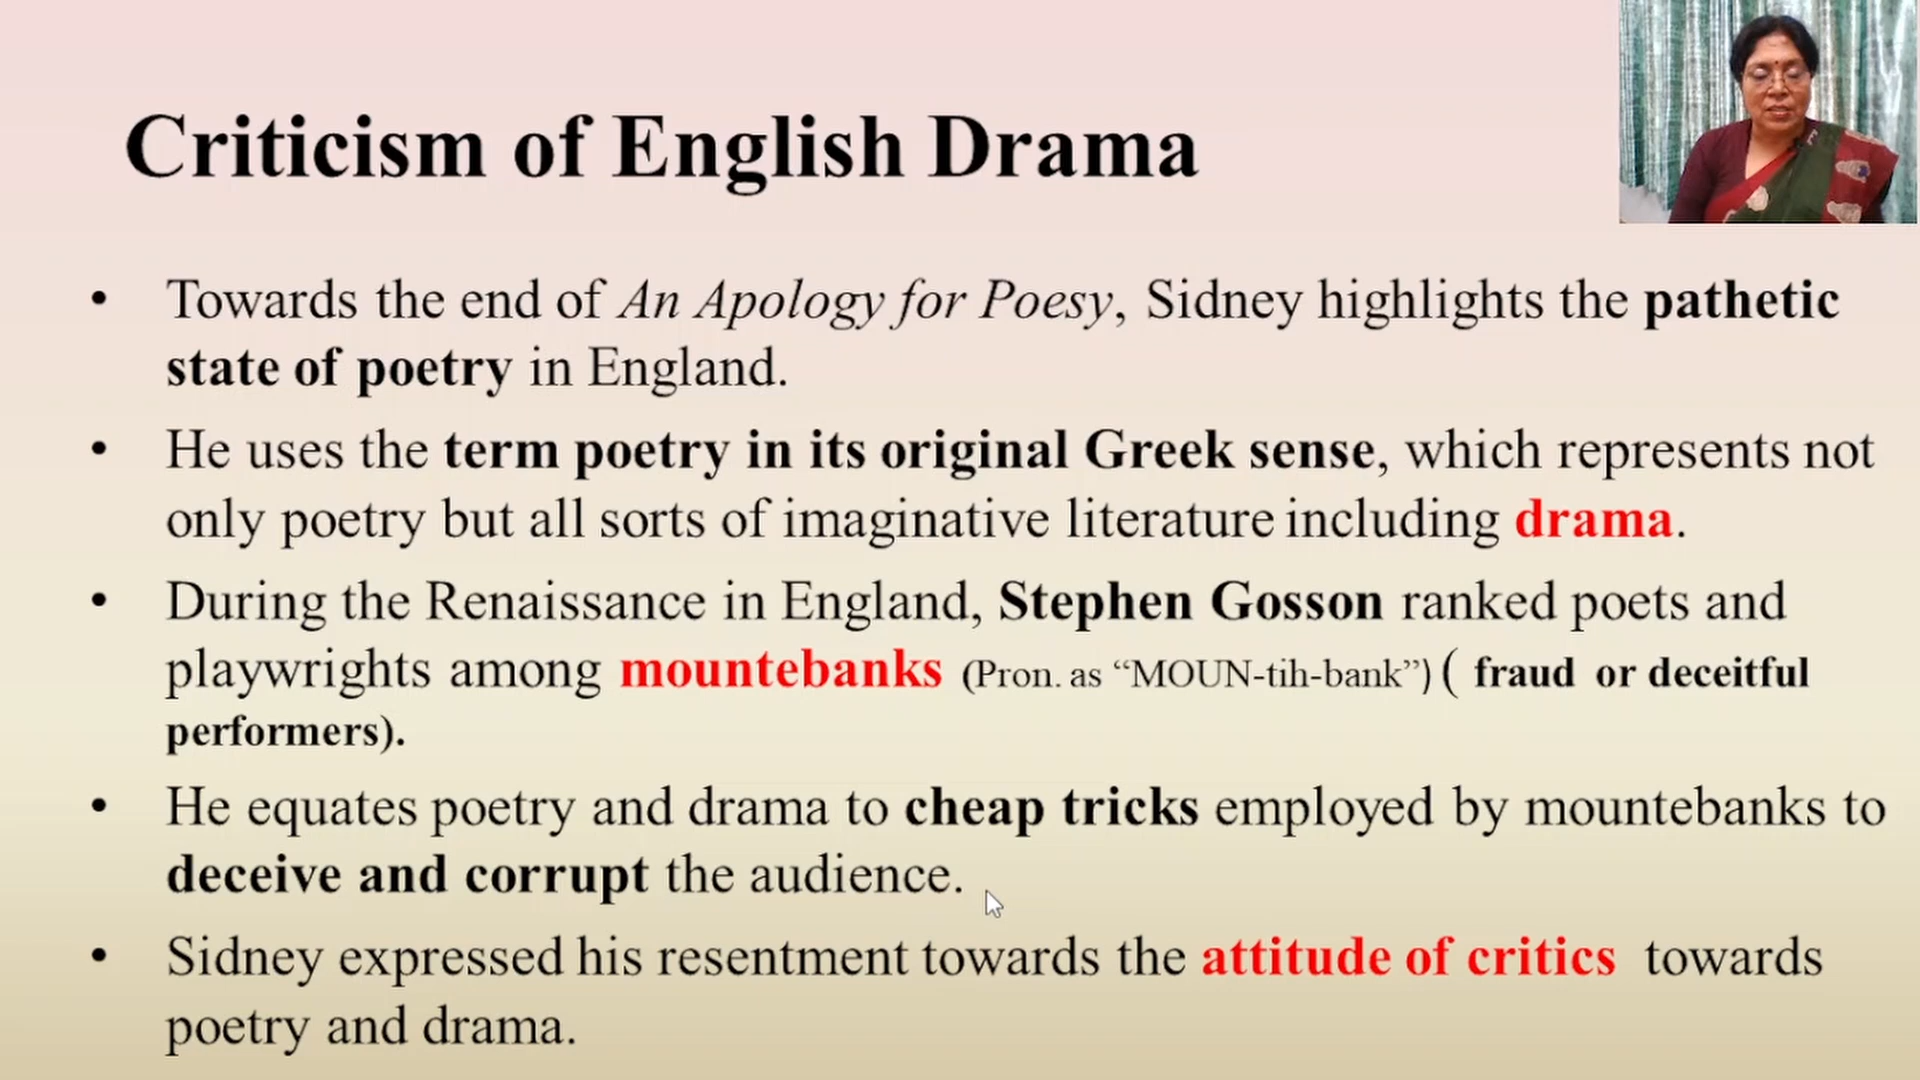 Criticism of English Drama
• Towards the end of An Apology for Poesy, Sidney highlights the pathetic
state of poetry in England.
• He uses the term poetry in its original Greek sense, which represents not
only poetry but all sorts of imaginative literature including drama.
• During the Renaissance in England, Stephen Gosson ranked poets and
playwrights among mountebanks (Pron. as “MOUN-tih-bank”) ( fraud or deceitful
performers).
• He equates poetry and drama to cheap tricks employed by mountebanks to
deceive and corrupt the audience.
• Sidney expressed his resentment towards the attitude of critics towards
poetry and drama.